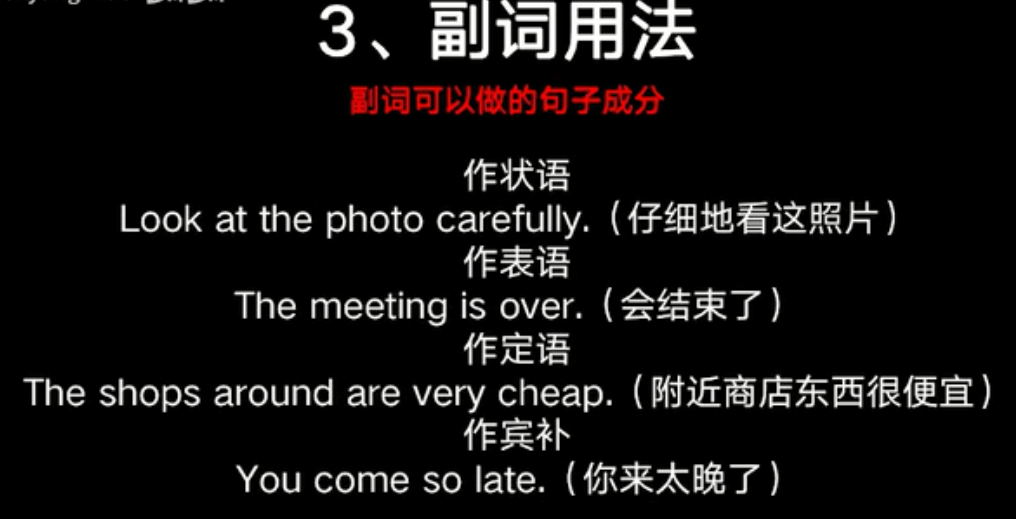 3、副词用法
副词可以做的句子成分
作状语
Look at the photo carefully.（仔细地看这照片）
作表语
The meeting is over.（会结束了）
作定语
The shops around are very cheap.（附近商店东西很便宜）
作宾补
You come so late.（你来太晚了）